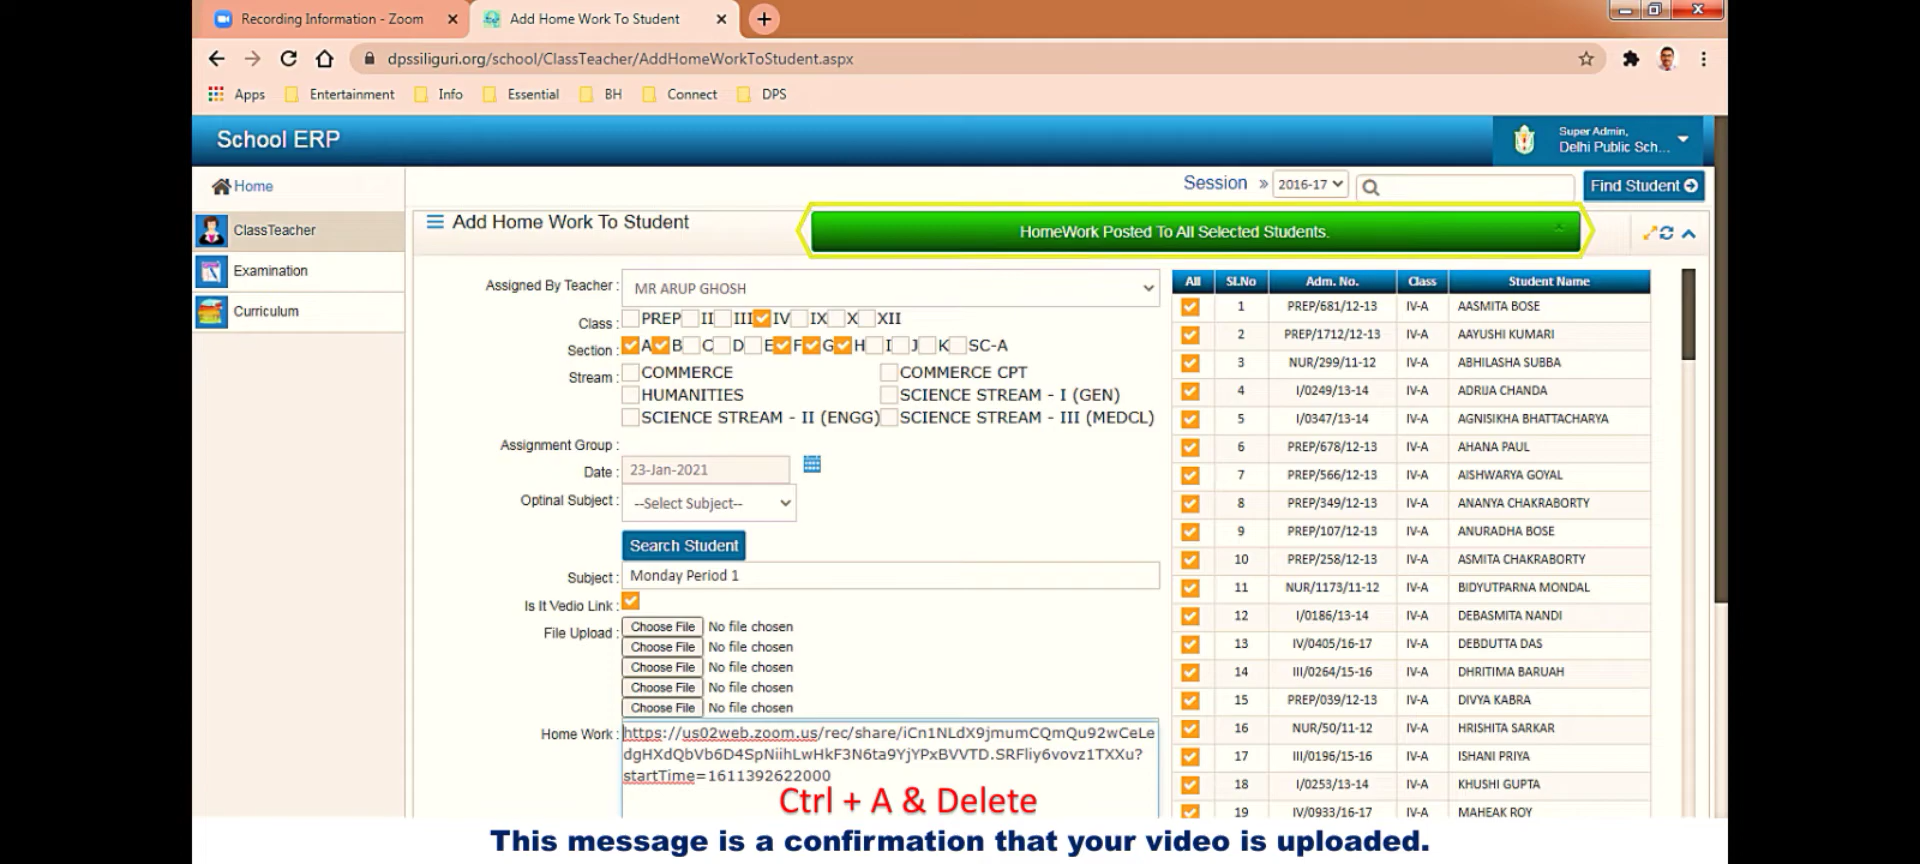 Recording Information - Zoom
Add Home Work To Student
dpssiliguri.org/school/ClassTeacher/AddHomeWorkToStudent.aspx
Apps Entertainment Info Essential BH Connect DPS
School ERP
Super Admin,
Delhi Public Sch...
Home
Session » 2016-17
Find Student
ClassTeacher
Examination
Curriculum
Add Home Work To Student
HomeWork Posted To All Selected Students.
Assigned By Teacher : MR ARUP GHOSH
Class : PREP II III IV IX X XII
Section : A B C D E F G H I J K SC-A
Stream : COMMERCE COMMERCE CPT
HUMANITIES SCIENCE STREAM - I (GEN)
SCIENCE STREAM - II (ENGG) SCIENCE STREAM - III (MEDCL)
Assignment Group :
Date : 23-Jan-2021
Optinal Subject : --Select Subject--
Search Student
Subject : Monday Period 1
Is It Vedio Link :
File Upload : Choose File No file chosen
Choose File No file chosen
Choose File No file chosen
Choose File No file chosen
Choose File No file chosen
Home Work : https://us02web.zoom.us/rec/share/iCn1NLdX9jmumCQmQu92wCeLe
dgHXdQbVb6D4SpNiihLwHkF3N6ta9YjYPxBVVTD.SRFliy6vovz1TXXu?
startTime=1611392622000
All Sl.No Adm. No. Class Student Name
1 PREP/681/12-13 IV-A AASMITA BOSE
2 PREP/1712/12-13 IV-A AAYUSHI KUMARI
3 NUR/299/11-12 IV-A ABHILASHA SUBBA
4 I/0249/13-14 IV-A ADRIJA CHANDA
5 I/0347/13-14 IV-A AGNISIKHA BHATTACHARYA
6 PREP/678/12-13 IV-A AHANA PAUL
7 PREP/566/12-13 IV-A AISHWARYA GOYAL
8 PREP/349/12-13 IV-A ANANYA CHAKRABORTY
9 PREP/107/12-13 IV-A ANURADHA BOSE
10 PREP/258/12-13 IV-A ASMITA CHAKRABORTY
11 NUR/1173/11-12 IV-A BIDYUTPARNA MONDAL
12 I/0186/13-14 IV-A DEBASMITA NANDI
13 IV/0405/16-17 IV-A DEBDUTTA DAS
14 III/0264/15-16 IV-A DHRITIMA BARUAH
15 PREP/039/12-13 IV-A DIVYA KABRA
16 NUR/50/11-12 IV-A HRISHITA SARKAR
17 III/0196/15-16 IV-A ISHANI PRIYA
18 I/0253/13-14 IV-A KHUSHI GUPTA
19 IV/0933/16-17 IV-A MAHEAK ROY
Ctrl + A & Delete
This message is a confirmation that your video is uploaded.